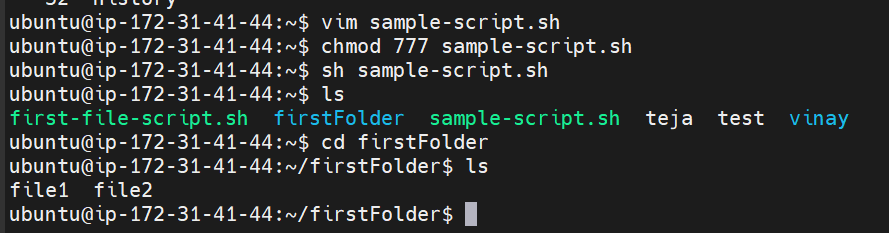 52 history
ubuntu@ip-172-31-41-44:~$ vim sample-script.sh
ubuntu@ip-172-31-41-44:~$ chmod 777 sample-script.sh
ubuntu@ip-172-31-41-44:~$ sh sample-script.sh
ubuntu@ip-172-31-41-44:~$ ls
first-file-script.sh  firstFolder  sample-script.sh  teja  test  vinay
ubuntu@ip-172-31-41-44:~$ cd firstFolder
ubuntu@ip-172-31-41-44:~/firstFolder$ ls
file1  file2
ubuntu@ip-172-31-41-44:~/firstFolder$